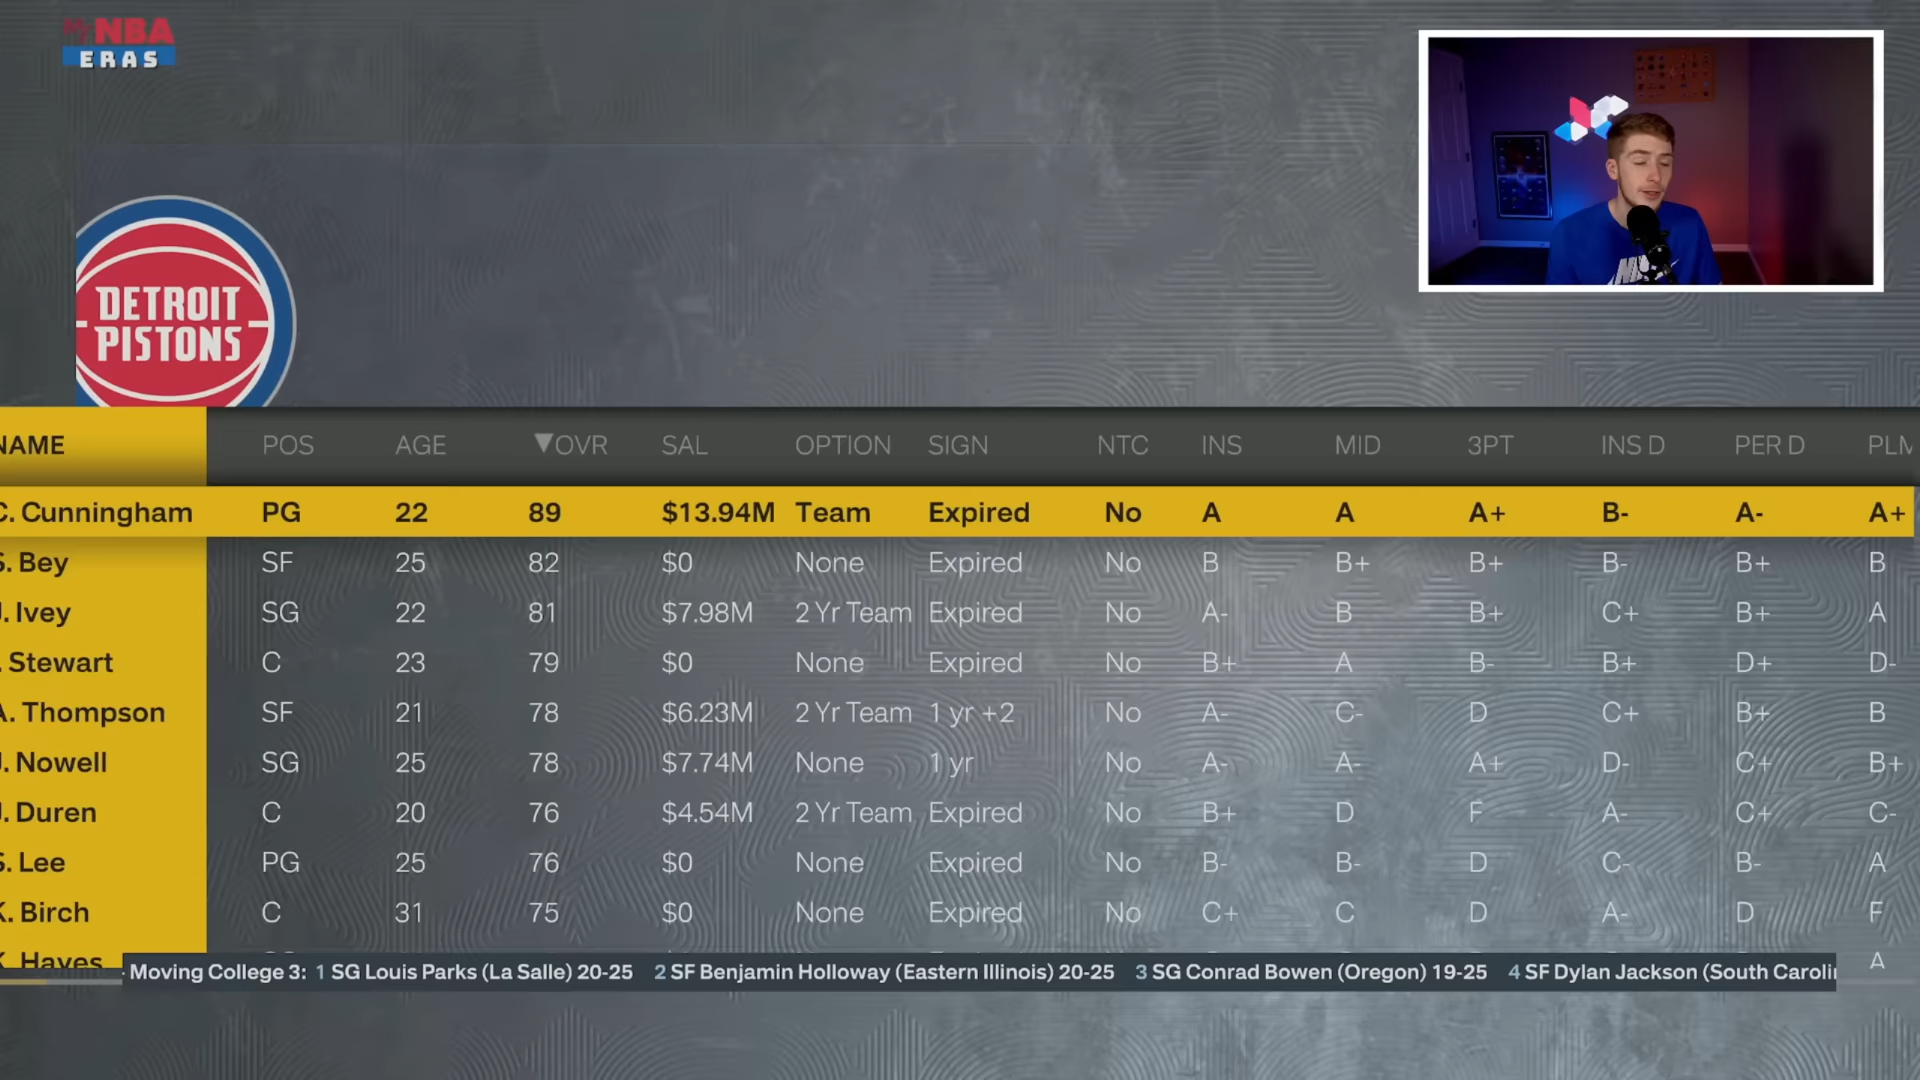 MyNBA
ERAS
DETROIT
PISTONS
NAME POS AGE ▼OVR SAL OPTION SIGN NTC INS MID 3PT INS D PER D PLM
C. Cunningham PG 22 89 $13.94M Team Expired No A A A+ B- A- A+
S. Bey SF 25 82 $0 None Expired No B B+ B+ B- B+ B
J. Ivey SG 22 81 $7.98M 2 Yr Team Expired No A- B B+ C+ B+ A
. Stewart C 23 79 $0 None Expired No B+ A B- B+ D+ D-
A. Thompson SF 21 78 $6.23M 2 Yr Team 1 yr +2 No A- C- D C+ B+ B
J. Nowell SG 25 78 $7.74M None 1 yr No A- A- A+ D- C+ B+
J. Duren C 20 76 $4.54M 2 Yr Team Expired No B+ D F A- C+ C-
S. Lee PG 25 76 $0 None Expired No B- B- D C- B- A
K. Birch C 31 75 $0 None Expired No C+ C D A- D F
K. Hayes A
Moving College 3: 1 SG Louis Parks (La Salle) 20-25 2 SF Benjamin Holloway (Eastern Illinois) 20-25 3 SG Conrad Bowen (Oregon) 19-25 4 SF Dylan Jackson (South Caroli